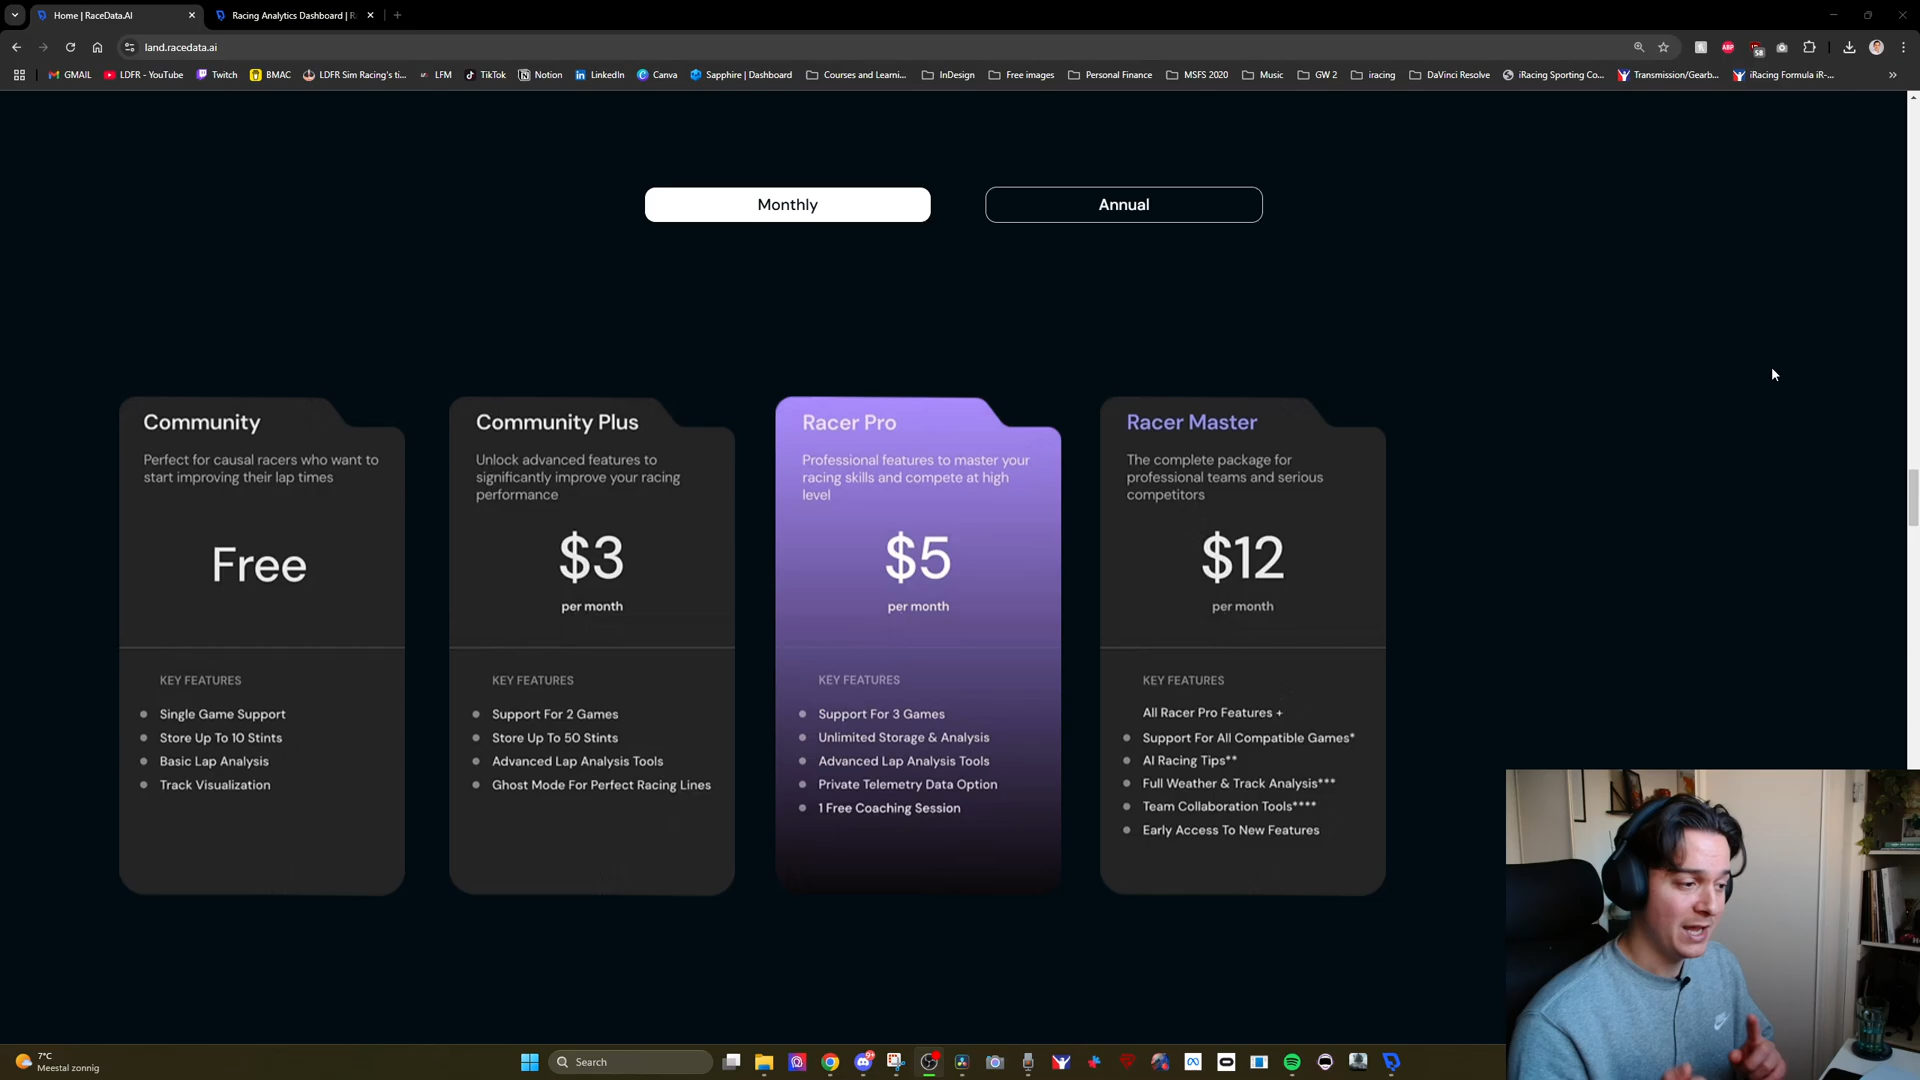 Home | RaceData.AI
Racing Analytics Dashboard | R
land.racedata.ai
GMAIL
LDFR - YouTube
Twitch
BMAC
LDFR Sim Racing's ti...
LFM
TikTok
Notion
LinkedIn
Canva
Sapphire | Dashboard
Courses and Learni...
InDesign
Free images
Personal Finance
MSFS 2020
Music
GW 2
iracing
DaVinci Resolve
iRacing Sporting Co...
Transmission/Gearb...
iRacing Formula iR-...
Monthly
Annual
Community
Perfect for causal racers who want to
start improving their lap times
Free
KEY FEATURES
Single Game Support
Store Up To 10 Stints
Basic Lap Analysis
Track Visualization
Community Plus
Unlock advanced features to
significantly improve your racing
performance
$3
per month
KEY FEATURES
Support For 2 Games
Store Up To 50 Stints
Advanced Lap Analysis Tools
Ghost Mode For Perfect Racing Lines
Racer Pro
Professional features to master your
racing skills and compete at high
level
$5
per month
KEY FEATURES
Support For 3 Games
Unlimited Storage & Analysis
Advanced Lap Analysis Tools
Private Telemetry Data Option
1 Free Coaching Session
Racer Master
The complete package for
professional teams and serious
competitors
$12
per month
KEY FEATURES
All Racer Pro Features +
Support For All Compatible Games*
AI Racing Tips**
Full Weather & Track Analysis***
Team Collaboration Tools****
Early Access To New Features
7°C
Meestal zonnig
Search